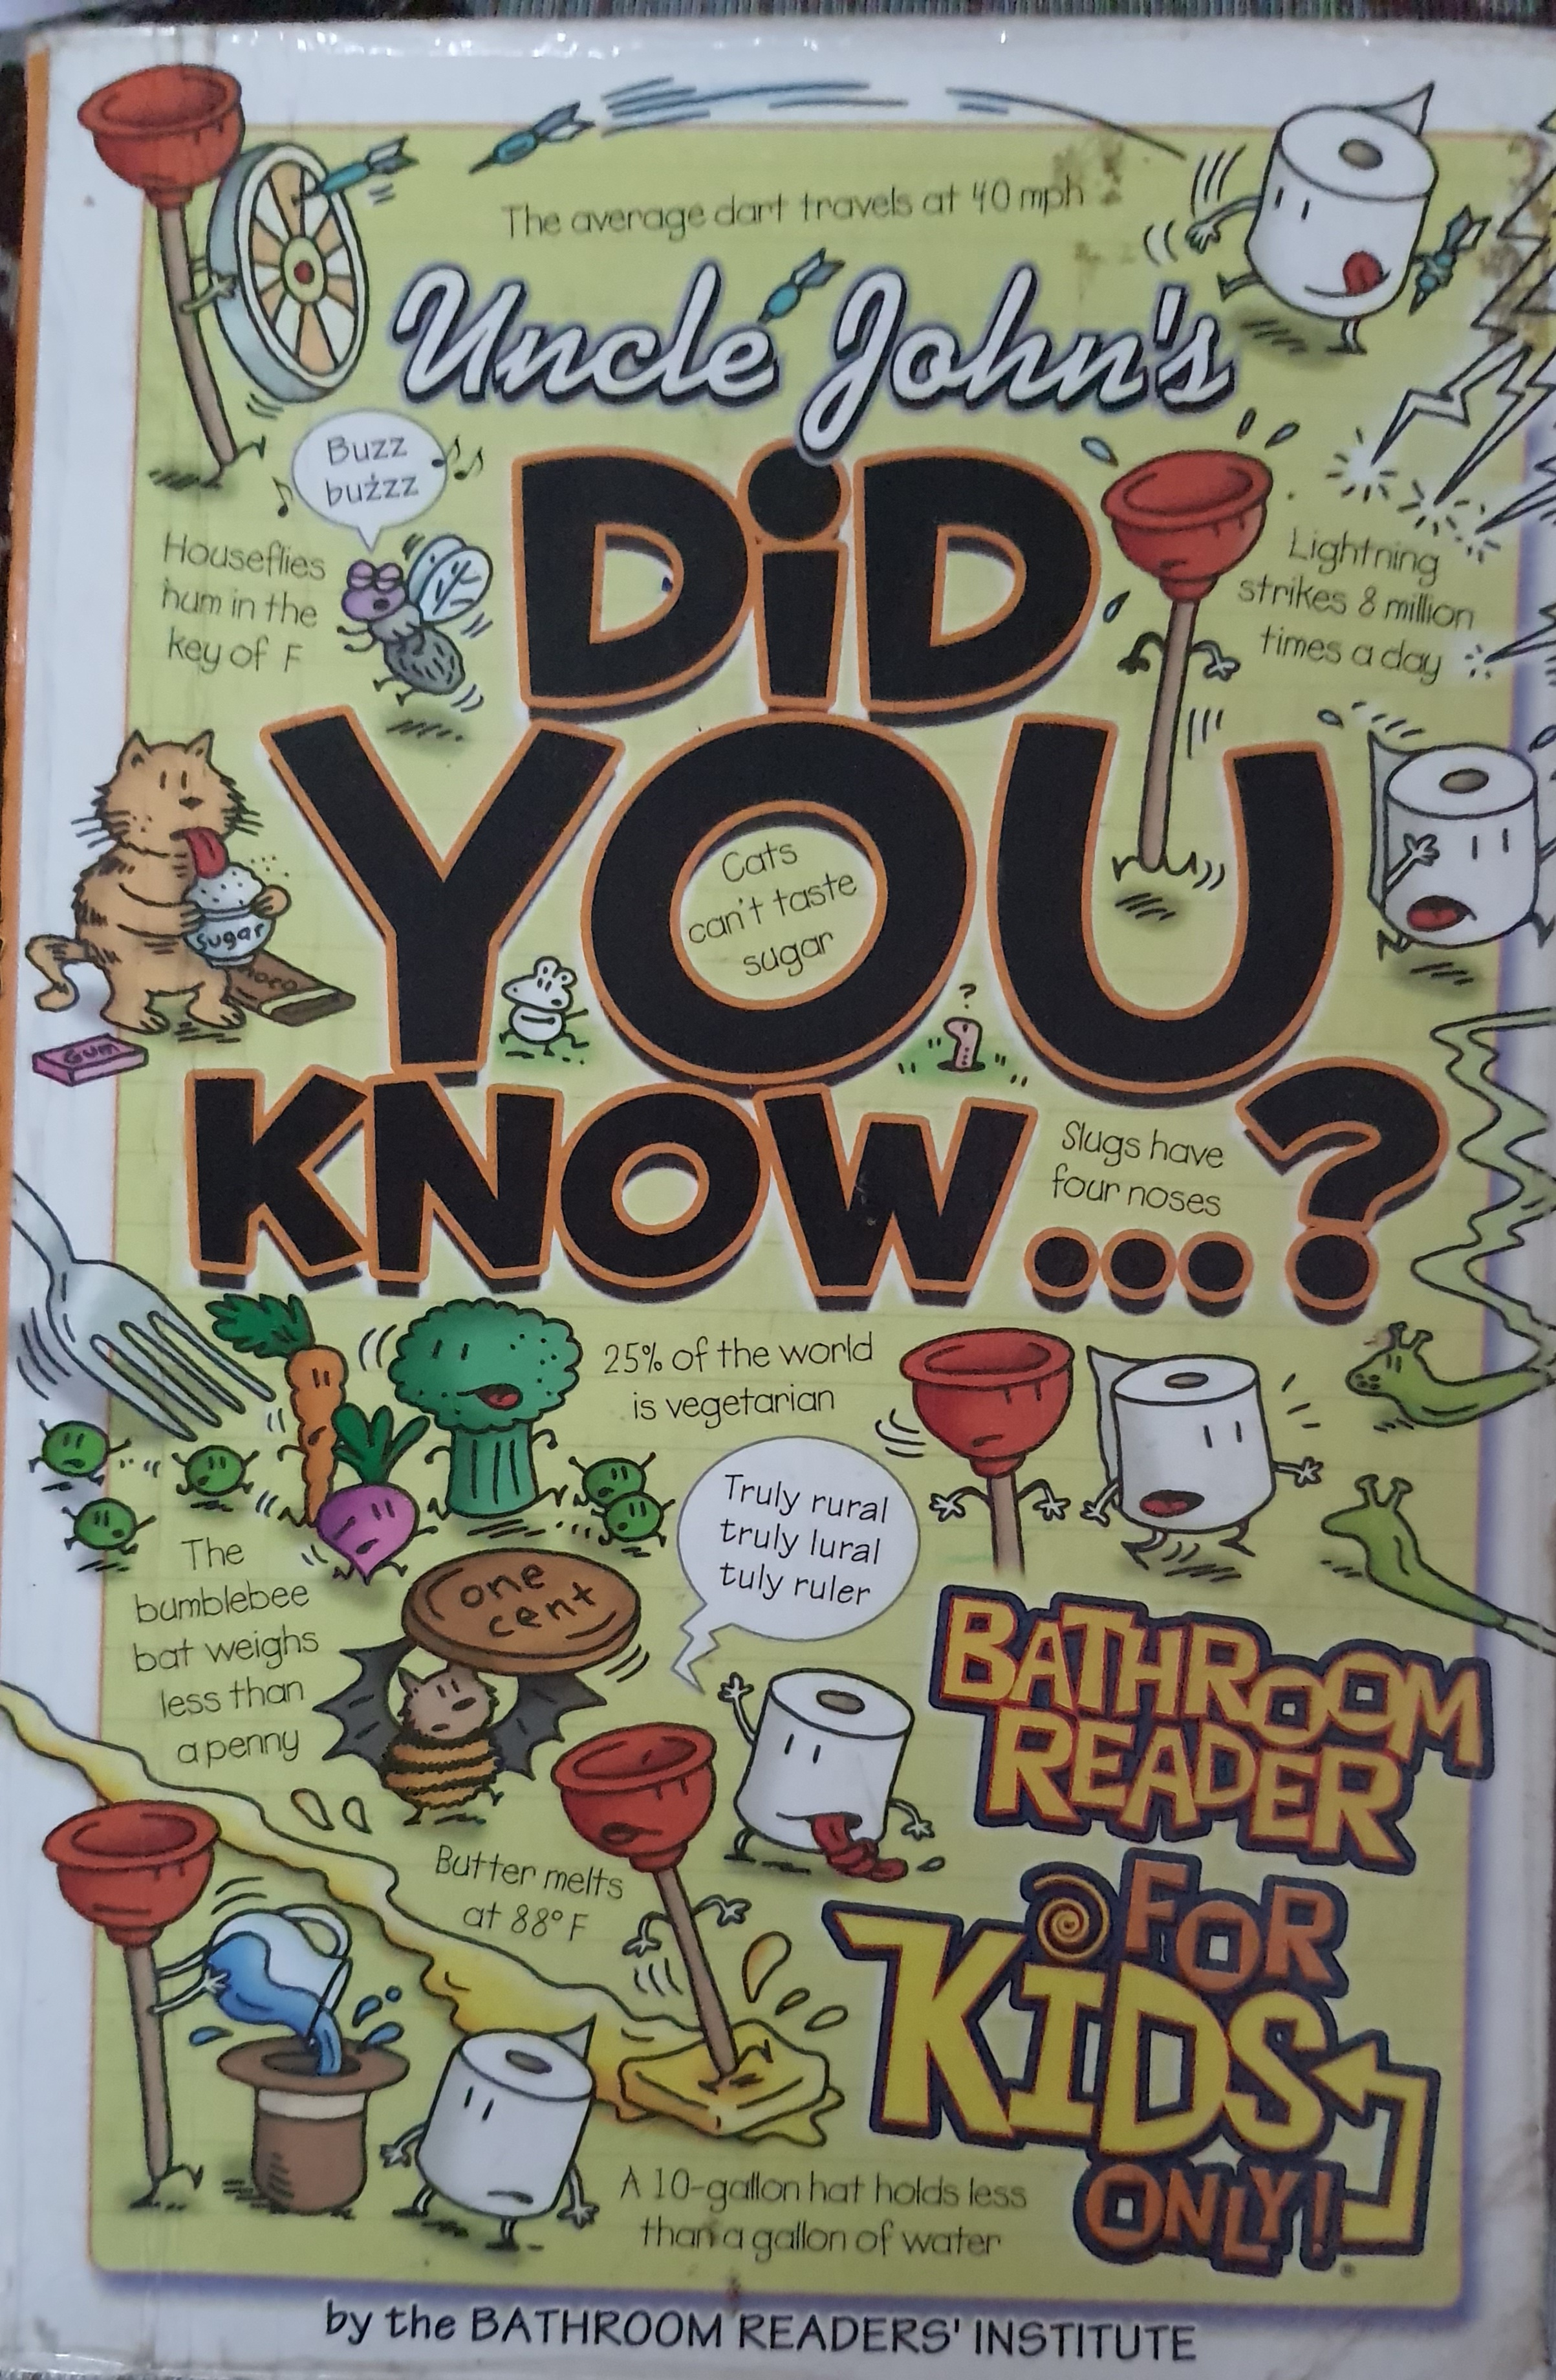 The average dart travels at 40 mph
Uncle John's
Buzz
buzzz
DiD
Houseflies
hum in the
key of F
Lightning
strikes 8 million
times a day
YOU
Cats
can't taste
sugar
sugar
GUM
KNOW...?
Slugs have
four noses
25% of the world
is vegetarian
Truly rural
truly lural
tuly ruler
The
bumblebee
bat weighs
less than
a penny
one
cent
BATHROOM
READER
FOR
KIDS
ONLY!
Butter melts
at 88° F
A 10-gallon hat holds less
than a gallon of water
by the BATHROOM READERS' INSTITUTE